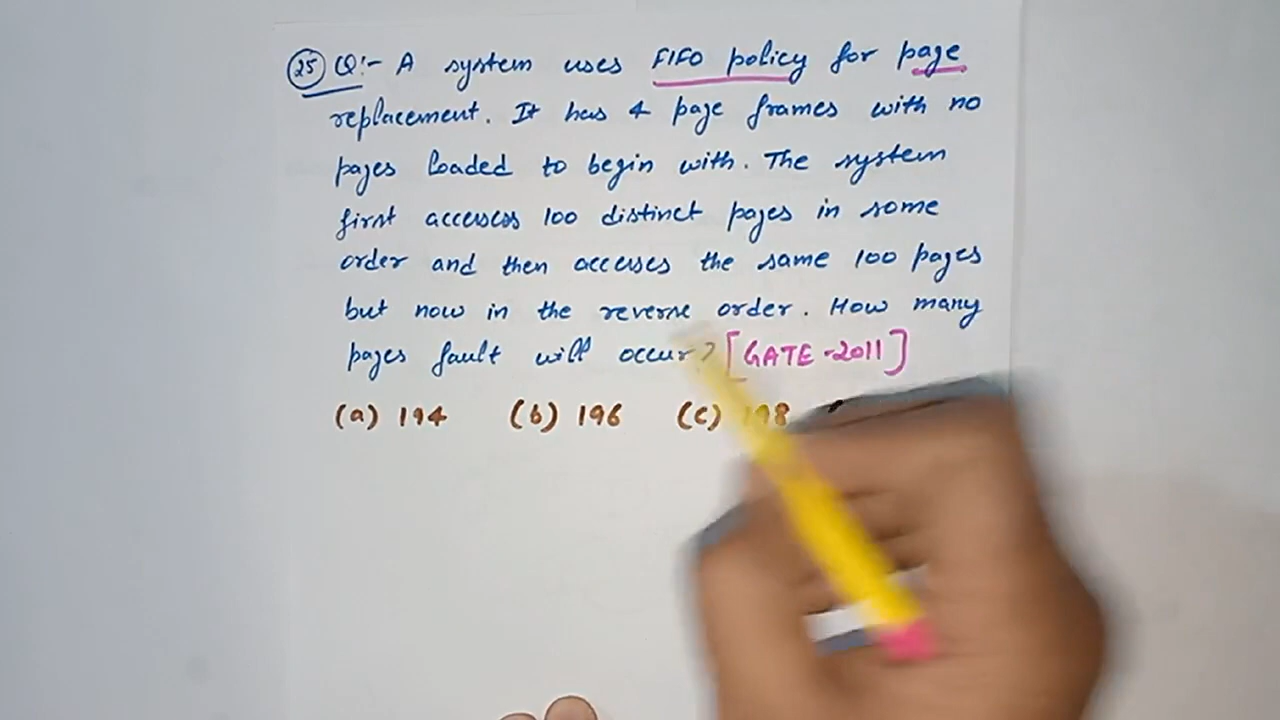 (25) Q:- A system uses FIFO policy for page
replacement. It has 4 page frames with no
pages loaded to begin with. The system
first accesses 100 distinct pages in some
order and then accesses the same 100 pages
but now in the reverse order. How many
pages fault will occur? [GATE-2011]
(a) 194 (b) 196 (c) 198